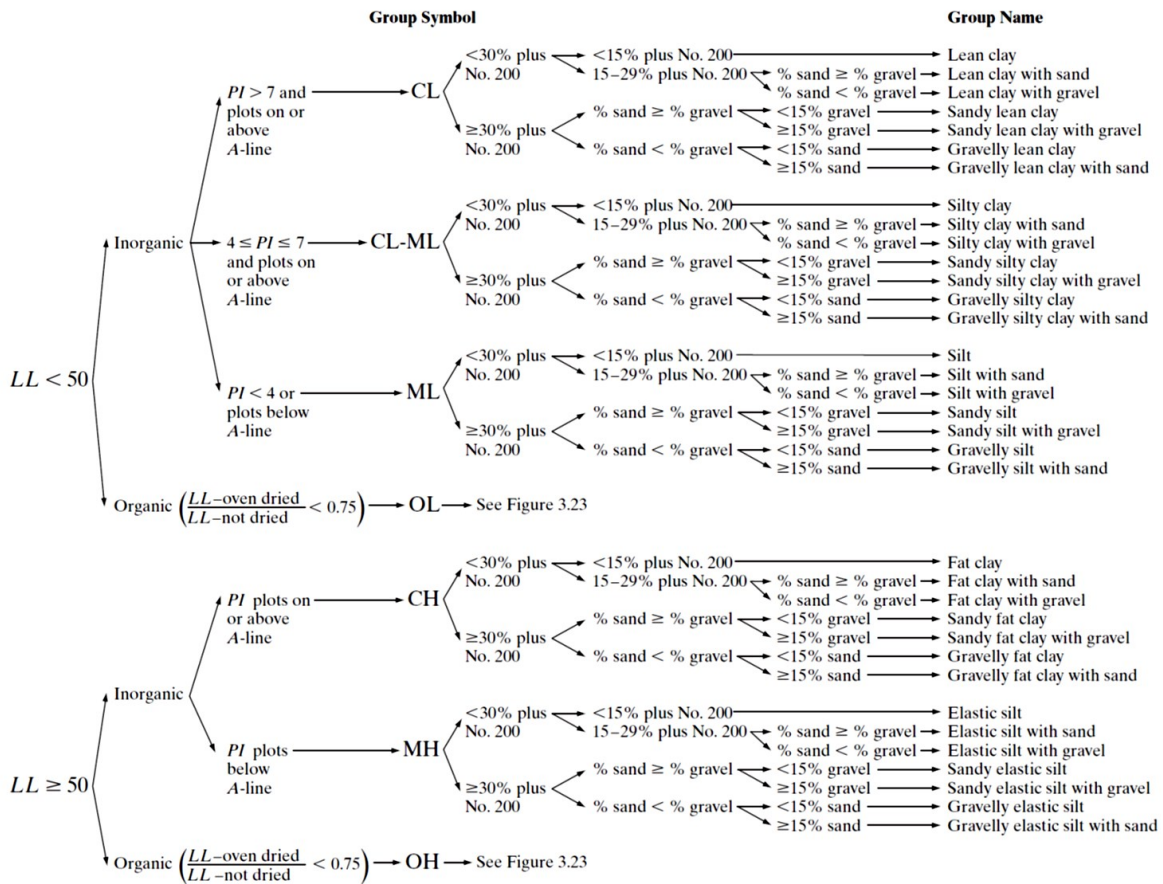 Group Symbol Group Name
<30% plus <15% plus No. 200 Lean clay
No. 200 15–29% plus No. 200 % sand ≥ % gravel Lean clay with sand
PI > 7 and CL % sand < % gravel Lean clay with gravel
plots on or % sand ≥ % gravel <15% gravel Sandy lean clay
above ≥30% plus ≥15% gravel Sandy lean clay with gravel
A-line No. 200 % sand < % gravel <15% sand Gravelly lean clay
≥15% sand Gravelly lean clay with sand
<30% plus <15% plus No. 200 Silty clay
No. 200 15–29% plus No. 200 % sand ≥ % gravel Silty clay with sand
Inorganic 4 ≤ PI ≤ 7 CL-ML % sand < % gravel Silty clay with gravel
and plots on % sand ≥ % gravel <15% gravel Sandy silty clay
or above ≥30% plus ≥15% gravel Sandy silty clay with gravel
A-line No. 200 % sand < % gravel <15% sand Gravelly silty clay
≥15% sand Gravelly silty clay with sand
<30% plus <15% plus No. 200 Silt
LL < 50 No. 200 15–29% plus No. 200 % sand ≥ % gravel Silt with sand
PI < 4 or ML % sand < % gravel Silt with gravel
plots below % sand ≥ % gravel <15% gravel Sandy silt
A-line ≥30% plus ≥15% gravel Sandy silt with gravel
No. 200 % sand < % gravel <15% sand Gravelly silt
≥15% sand Gravelly silt with sand
Organic (LL–oven dried / LL–not dried < 0.75) OL See Figure 3.23
<30% plus <15% plus No. 200 Fat clay
No. 200 15–29% plus No. 200 % sand ≥ % gravel Fat clay with sand
PI plots on CH % sand < % gravel Fat clay with gravel
or above % sand ≥ % gravel <15% gravel Sandy fat clay
A-line ≥30% plus ≥15% gravel Sandy fat clay with gravel
No. 200 % sand < % gravel <15% sand Gravelly fat clay
≥15% sand Gravelly fat clay with sand
Inorganic
<30% plus <15% plus No. 200 Elastic silt
No. 200 15–29% plus No. 200 % sand ≥ % gravel Elastic silt with sand
PI plots MH % sand < % gravel Elastic silt with gravel
below % sand ≥ % gravel <15% gravel Sandy elastic silt
LL ≥ 50 A-line ≥30% plus ≥15% gravel Sandy elastic silt with gravel
No. 200 % sand < % gravel <15% sand Gravelly elastic silt
≥15% sand Gravelly elastic silt with sand
Organic (LL–oven dried / LL–not dried < 0.75) OH See Figure 3.23